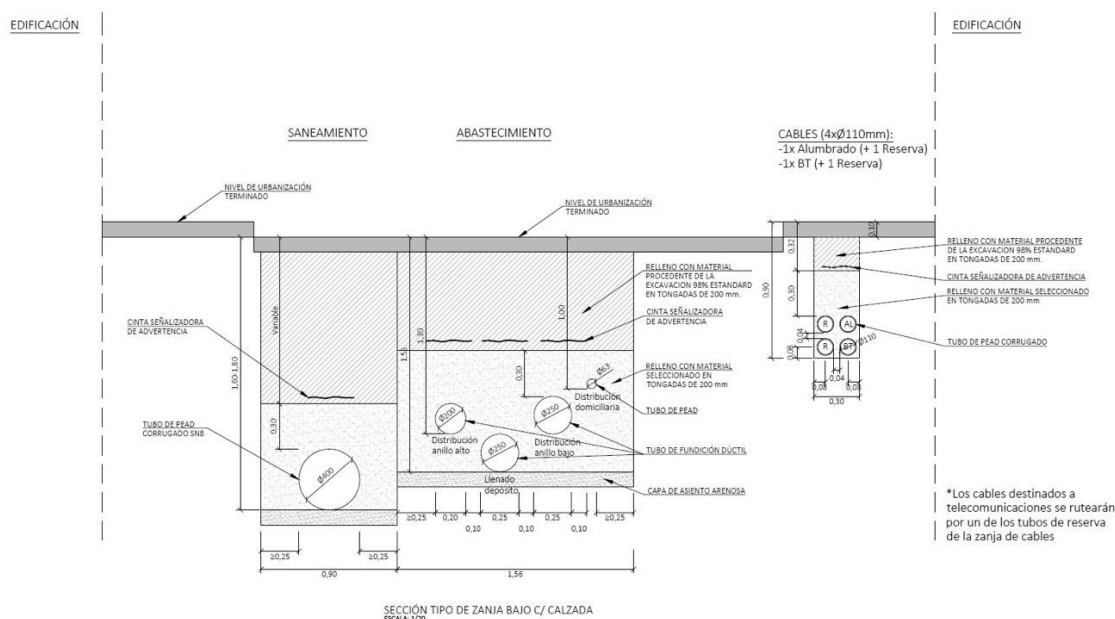 EDIFICACIÓN
EDIFICACIÓN
SANEAMIENTO
ABASTECIMIENTO
CABLES (4xØ110mm):
-1x Alumbrado (+ 1 Reserva)
-1x BT (+ 1 Reserva)
NIVEL DE URBANIZACIÓN
TERMINADO
NIVEL DE URBANIZACIÓN
TERMINADO
0,10
0,32
0,30
0,90
RELLENO CON MATERIAL PROCEDENTE
DE LA EXCAVACION 98% ESTANDARD
EN TONGADAS DE 200 mm.
CINTA SEÑALIZADORA DE ADVERTENCIA
RELLENO CON MATERIAL SELECCIONADO
EN TONGADAS DE 200 mm
TUBO DE PEAD CORRUGADO
R
AL
R
BT
Ø110
0,04
0,08
0,04
0,08
0,08
0,30
RELLENO CON MATERIAL
PROCEDENTE DE LA
EXCAVACION 98% ESTANDARD
EN TONGADAS DE 200 mm.
CINTA SEÑALIZADORA
DE ADVERTENCIA
CINTA SEÑALIZADORA
DE ADVERTENCIA
Variable
1,60-1,80
1,55
1,30
1,00
0,30
0,30
Ø63
RELLENO CON MATERIAL
SELECCIONADO EN
TONGADAS DE 200 mm
Distribución
domiciliaria
TUBO DE PEAD
TUBO DE PEAD
CORRUGADO SN8
Ø400
Ø200
Distribución
anillo alto
Ø250
Ø250
Distribución
anillo bajo
TUBO DE FUNDICIÓN DÚCTIL
Llenado
depósito
CAPA DE ASIENTO ARENOSA
≥0,25
0,20
0,10
0,25
0,10
0,25
0,10
≥0,25
≥0,25
≥0,25
0,90
1,56
*Los cables destinados a
telecomunicaciones se rutearán
por un de los tubos de reserva
de la zanja de cables
SECCIÓN TIPO DE ZANJA BAJO C/ CALZADA
ESCALA: 1/20